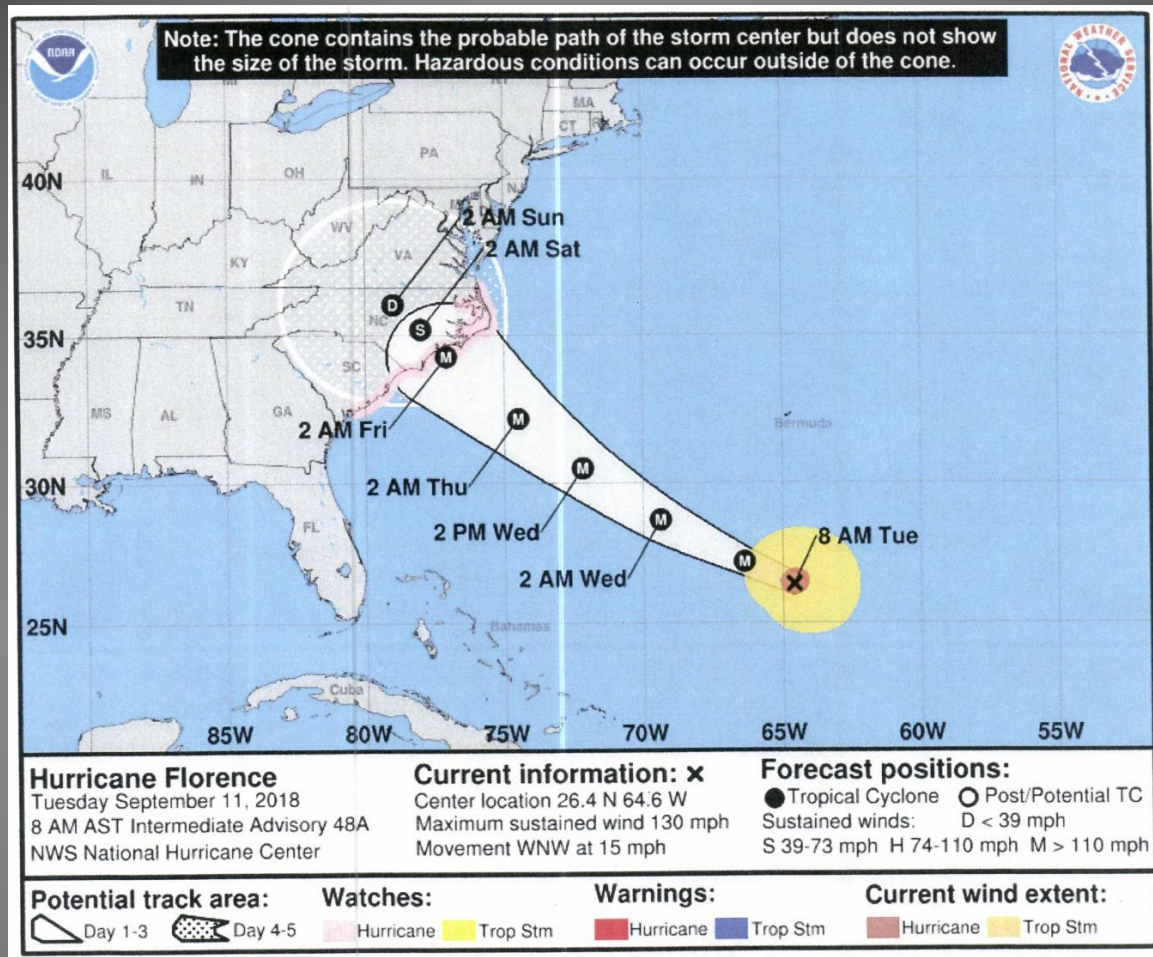 Note: The cone contains the probable path of the storm center but does not show
the size of the storm. Hazardous conditions can occur outside of the cone.
NOAA
NATIONAL WEATHER SERVICE
MA
CT
PA
NJ
40N
IL
IN
OH
2 AM Sun
WV
2 AM Sat
VA
KY
D
TN
NC
S
35N
M
SC
MS
AL
GA
M
Bermuda
2 AM Fri
M
30N
2 AM Thu
M
FL
2 PM Wed
8 AM Tue
M
2 AM Wed
25N
Bahamas
Cuba
85W
80W
75W
70W
65W
60W
55W
Hurricane Florence
Tuesday September 11, 2018
8 AM AST Intermediate Advisory 48A
NWS National Hurricane Center
Current information: x
Center location 26.4 N 64.6 W
Maximum sustained wind 130 mph
Movement WNW at 15 mph
Forecast positions:
Tropical Cyclone Post/Potential TC
Sustained winds: D < 39 mph
S 39-73 mph H 74-110 mph M > 110 mph
Potential track area:
Day 1-3 Day 4-5
Watches:
Hurricane Trop Stm
Warnings:
Hurricane Trop Stm
Current wind extent:
Hurricane Trop Stm